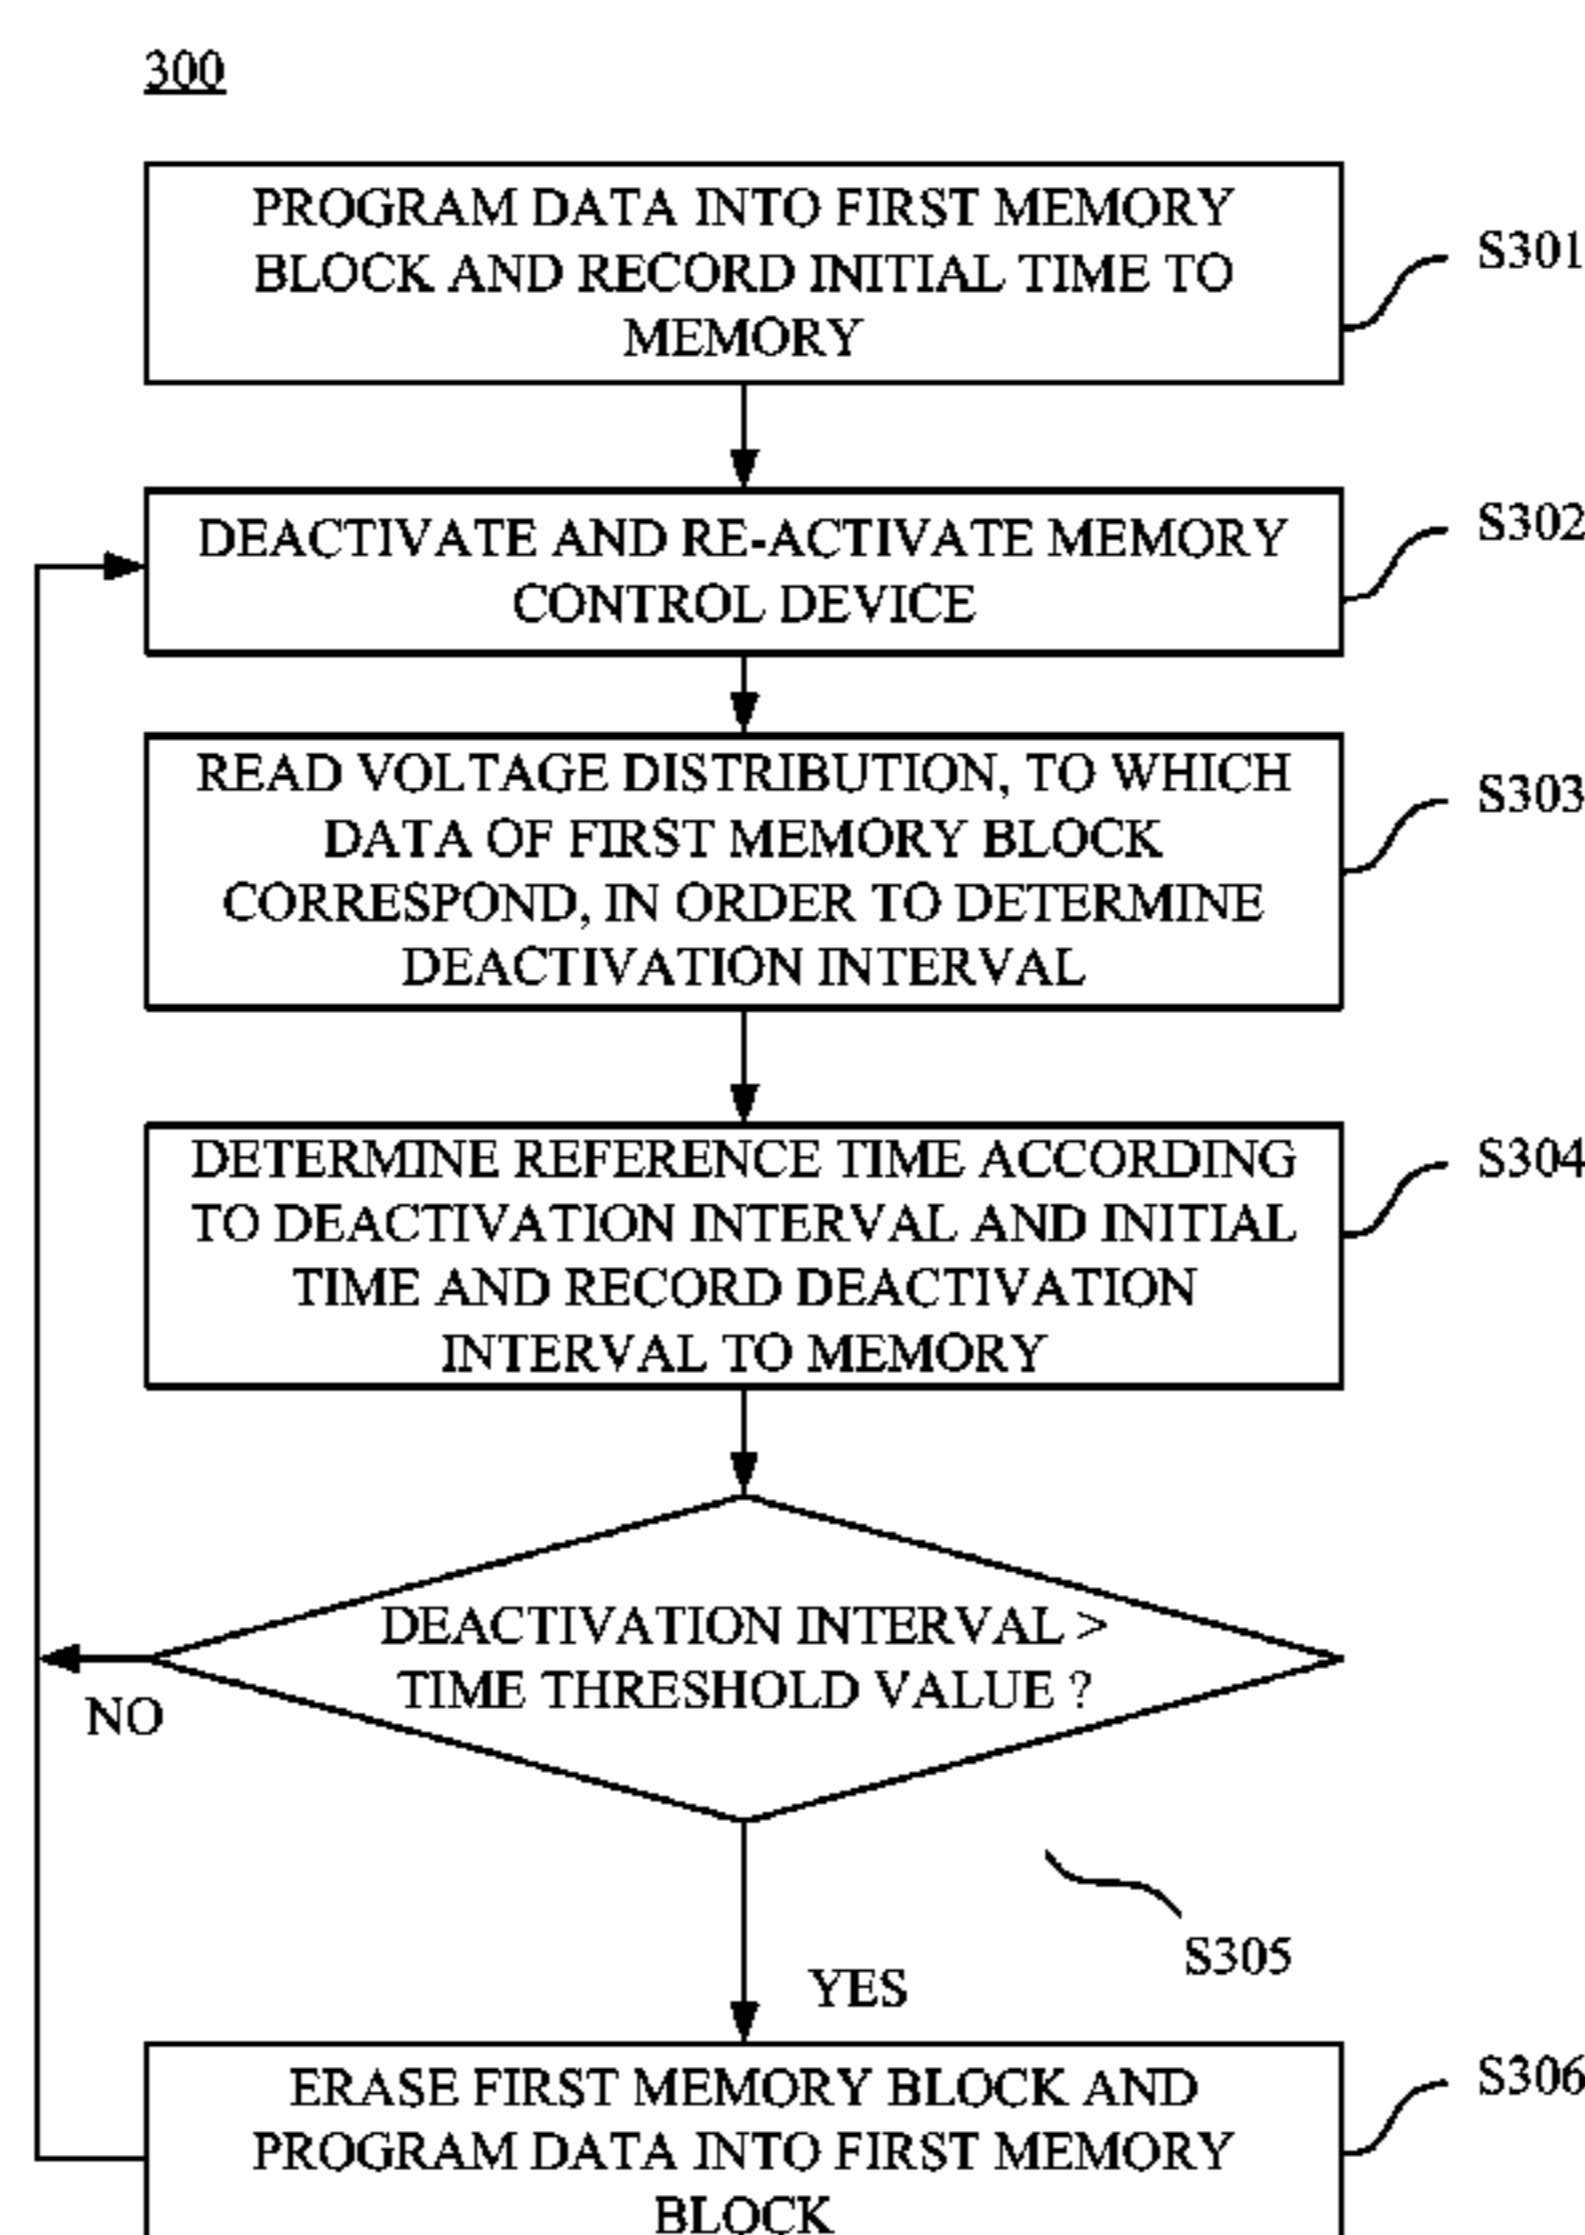 300
PROGRAM DATA INTO FIRST MEMORY
BLOCK AND RECORD INITIAL TIME TO
MEMORY
S301
DEACTIVATE AND RE-ACTIVATE MEMORY
CONTROL DEVICE
S302
READ VOLTAGE DISTRIBUTION, TO WHICH
DATA OF FIRST MEMORY BLOCK
CORRESPOND, IN ORDER TO DETERMINE
DEACTIVATION INTERVAL
S303
DETERMINE REFERENCE TIME ACCORDING
TO DEACTIVATION INTERVAL AND INITIAL
TIME AND RECORD DEACTIVATION
INTERVAL TO MEMORY
S304
DEACTIVATION INTERVAL >
TIME THRESHOLD VALUE ?
NO
S305
YES
ERASE FIRST MEMORY BLOCK AND
PROGRAM DATA INTO FIRST MEMORY
BLOCK
S306